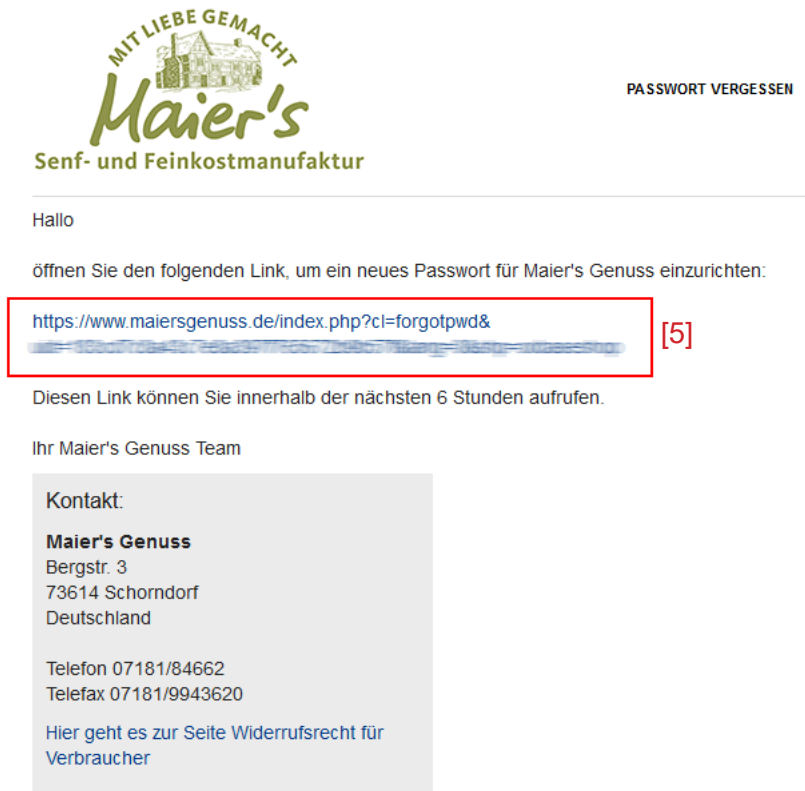 MIT LIEBE GEMACHT
Maier's
Senf- und Feinkostmanufaktur
PASSWORT VERGESSEN
Hallo
öffnen Sie den folgenden Link, um ein neues Passwort für Maier's Genuss einzurichten:
https://www.maiersgenuss.de/index.php?cl=forgotpwd&
[5]
Diesen Link können Sie innerhalb der nächsten 6 Stunden aufrufen.
Ihr Maier's Genuss Team
Kontakt:
Maier's Genuss
Bergstr. 3
73614 Schorndorf
Deutschland
Telefon 07181/84662
Telefax 07181/9943620
Hier geht es zur Seite Widerrufsrecht für
Verbraucher